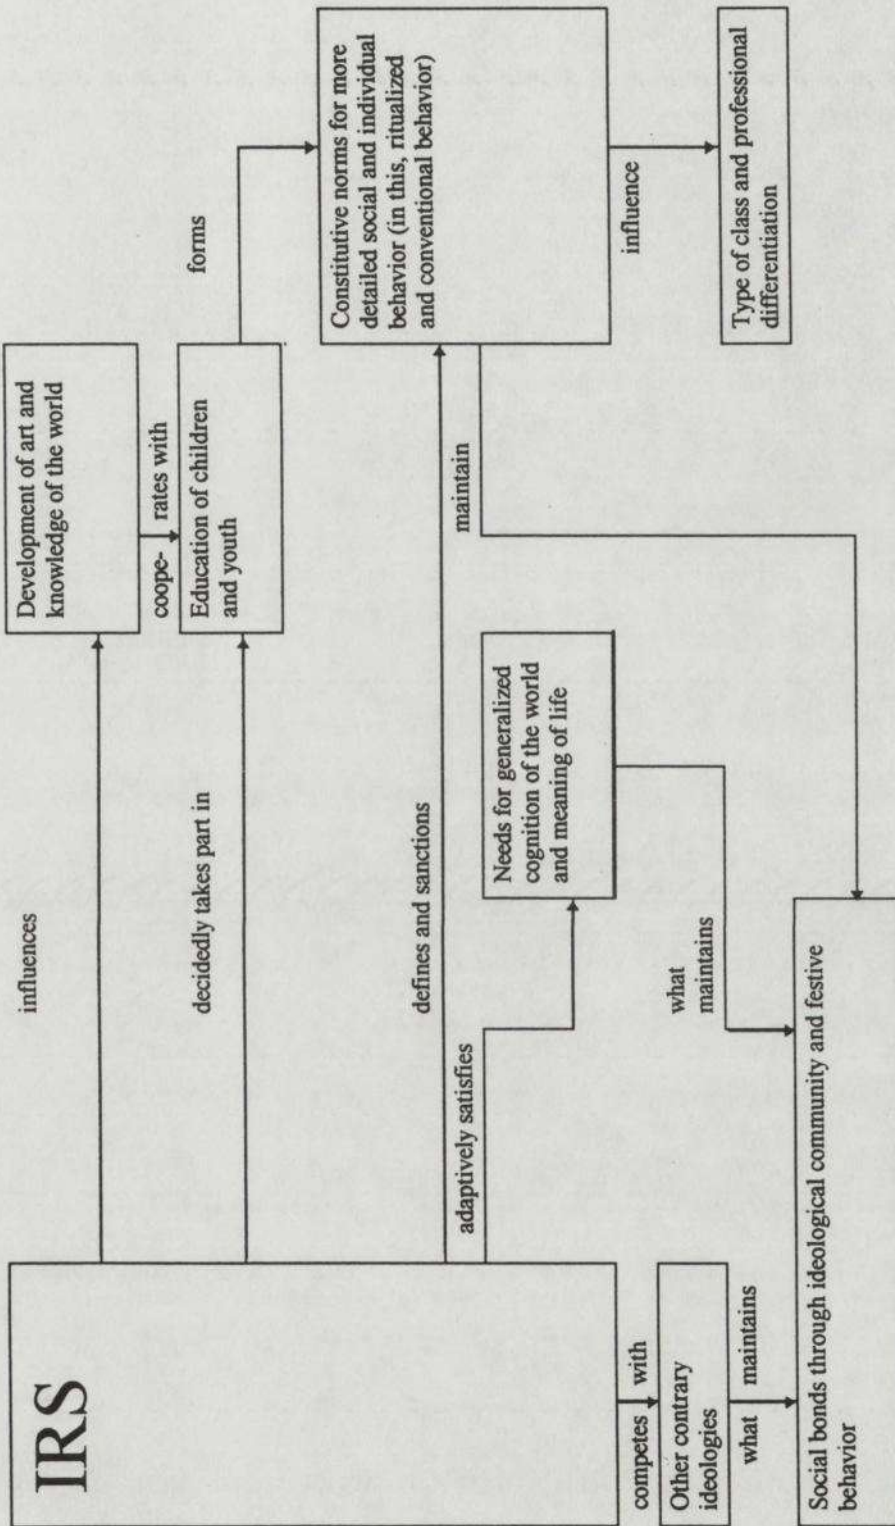 IRS
influences
Development of art and
knowledge of the world
coope-
rates with
decidedly takes part in
Education of children
and youth
forms
defines and sanctions
Constitutive norms for more
detailed social and individual
behavior (in this, ritualized
and conventional behavior)
adaptively satisfies
Needs for generalized
cognition of the world
and meaning of life
maintain
influence
what
maintains
competes
with
Other contrary
ideologies
what
maintains
Type of class and professional
differentiation
Social bonds through ideological community and festive
behavior